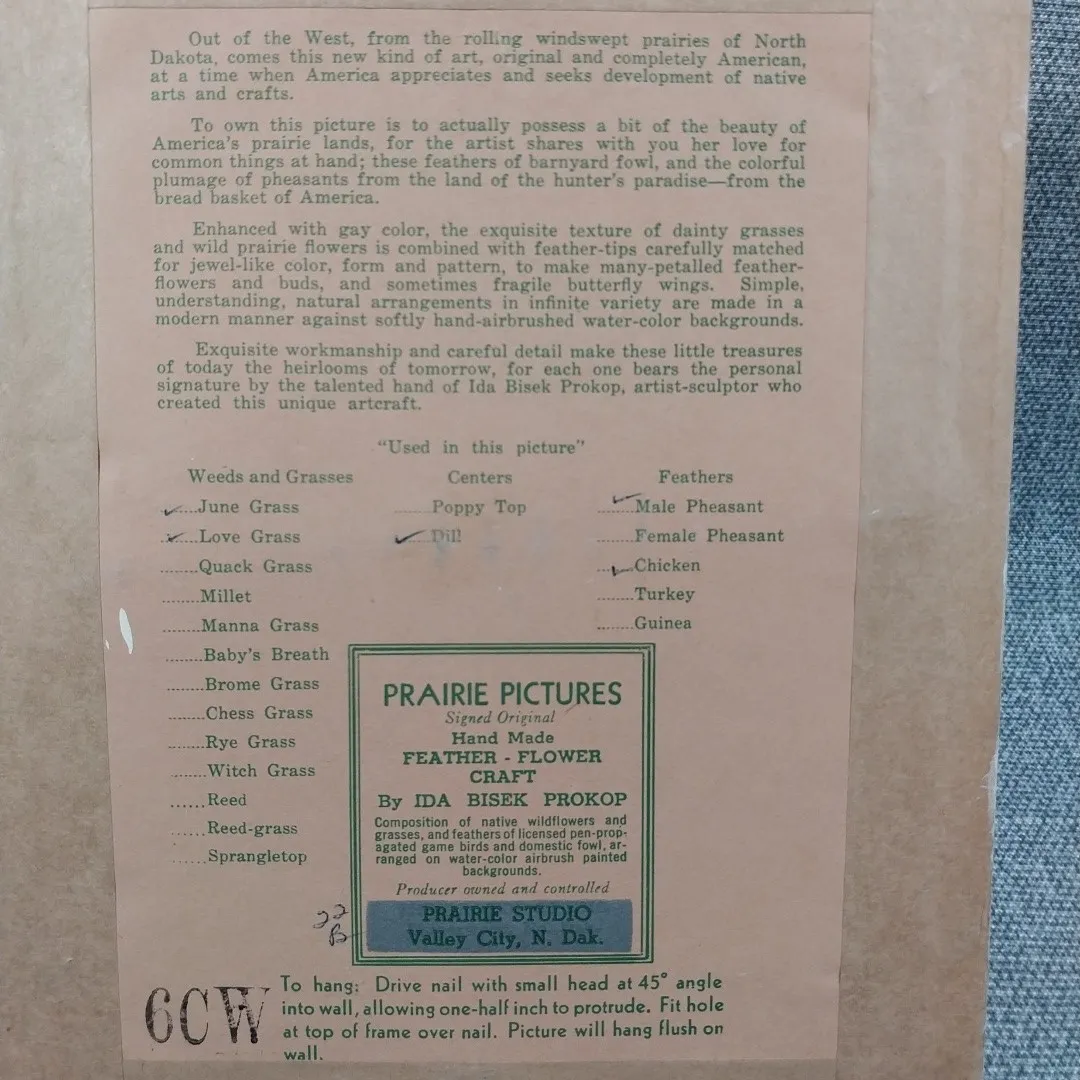 Out of the West, from the rolling windswept prairies of North
Dakota, comes this new kind of art, original and completely American,
at a time when America appreciates and seeks development of native
arts and crafts.
To own this picture is to actually possess a bit of the beauty of
America's prairie lands, for the artist shares with you her love for
common things at hand; these feathers of barnyard fowl, and the colorful
plumage of pheasants from the land of the hunter's paradise—from the
bread basket of America.
Enhanced with gay color, the exquisite texture of dainty grasses
and wild prairie flowers is combined with feather-tips carefully matched
for jewel-like color, form and pattern, to make many-petalled feather-
flowers and buds, and sometimes fragile butterfly wings. Simple,
understanding, natural arrangements in infinite variety are made in a
modern manner against softly hand-airbrushed water-color backgrounds.
Exquisite workmanship and careful detail make these little treasures
of today the heirlooms of tomorrow, for each one bears the personal
signature by the talented hand of Ida Bisek Prokop, artist-sculptor who
created this unique artcraft.
"Used in this picture"
Weeds and Grasses Centers Feathers
✓....June Grass ........Poppy Top ✓....Male Pheasant
✓....Love Grass ✓....Dill .......Female Pheasant
........Quack Grass ...✓..Chicken
........Millet ........Turkey
........Manna Grass ........Guinea
........Baby's Breath
........Brome Grass
........Chess Grass
........Rye Grass
........Witch Grass
......Reed
......Reed-grass
......Sprangletop
PRAIRIE PICTURES
Signed Original
Hand Made
FEATHER - FLOWER
CRAFT
By IDA BISEK PROKOP
Composition of native wildflowers and
grasses, and feathers of licensed pen-prop-
agated game birds and domestic fowl, ar-
ranged on water-color airbrush painted
backgrounds.
Producer owned and controlled
PRAIRIE STUDIO
Valley City, N. Dak.
22
B
6CW
To hang: Drive nail with small head at 45° angle
into wall, allowing one-half inch to protrude. Fit hole
at top of frame over nail. Picture will hang flush on
wall.